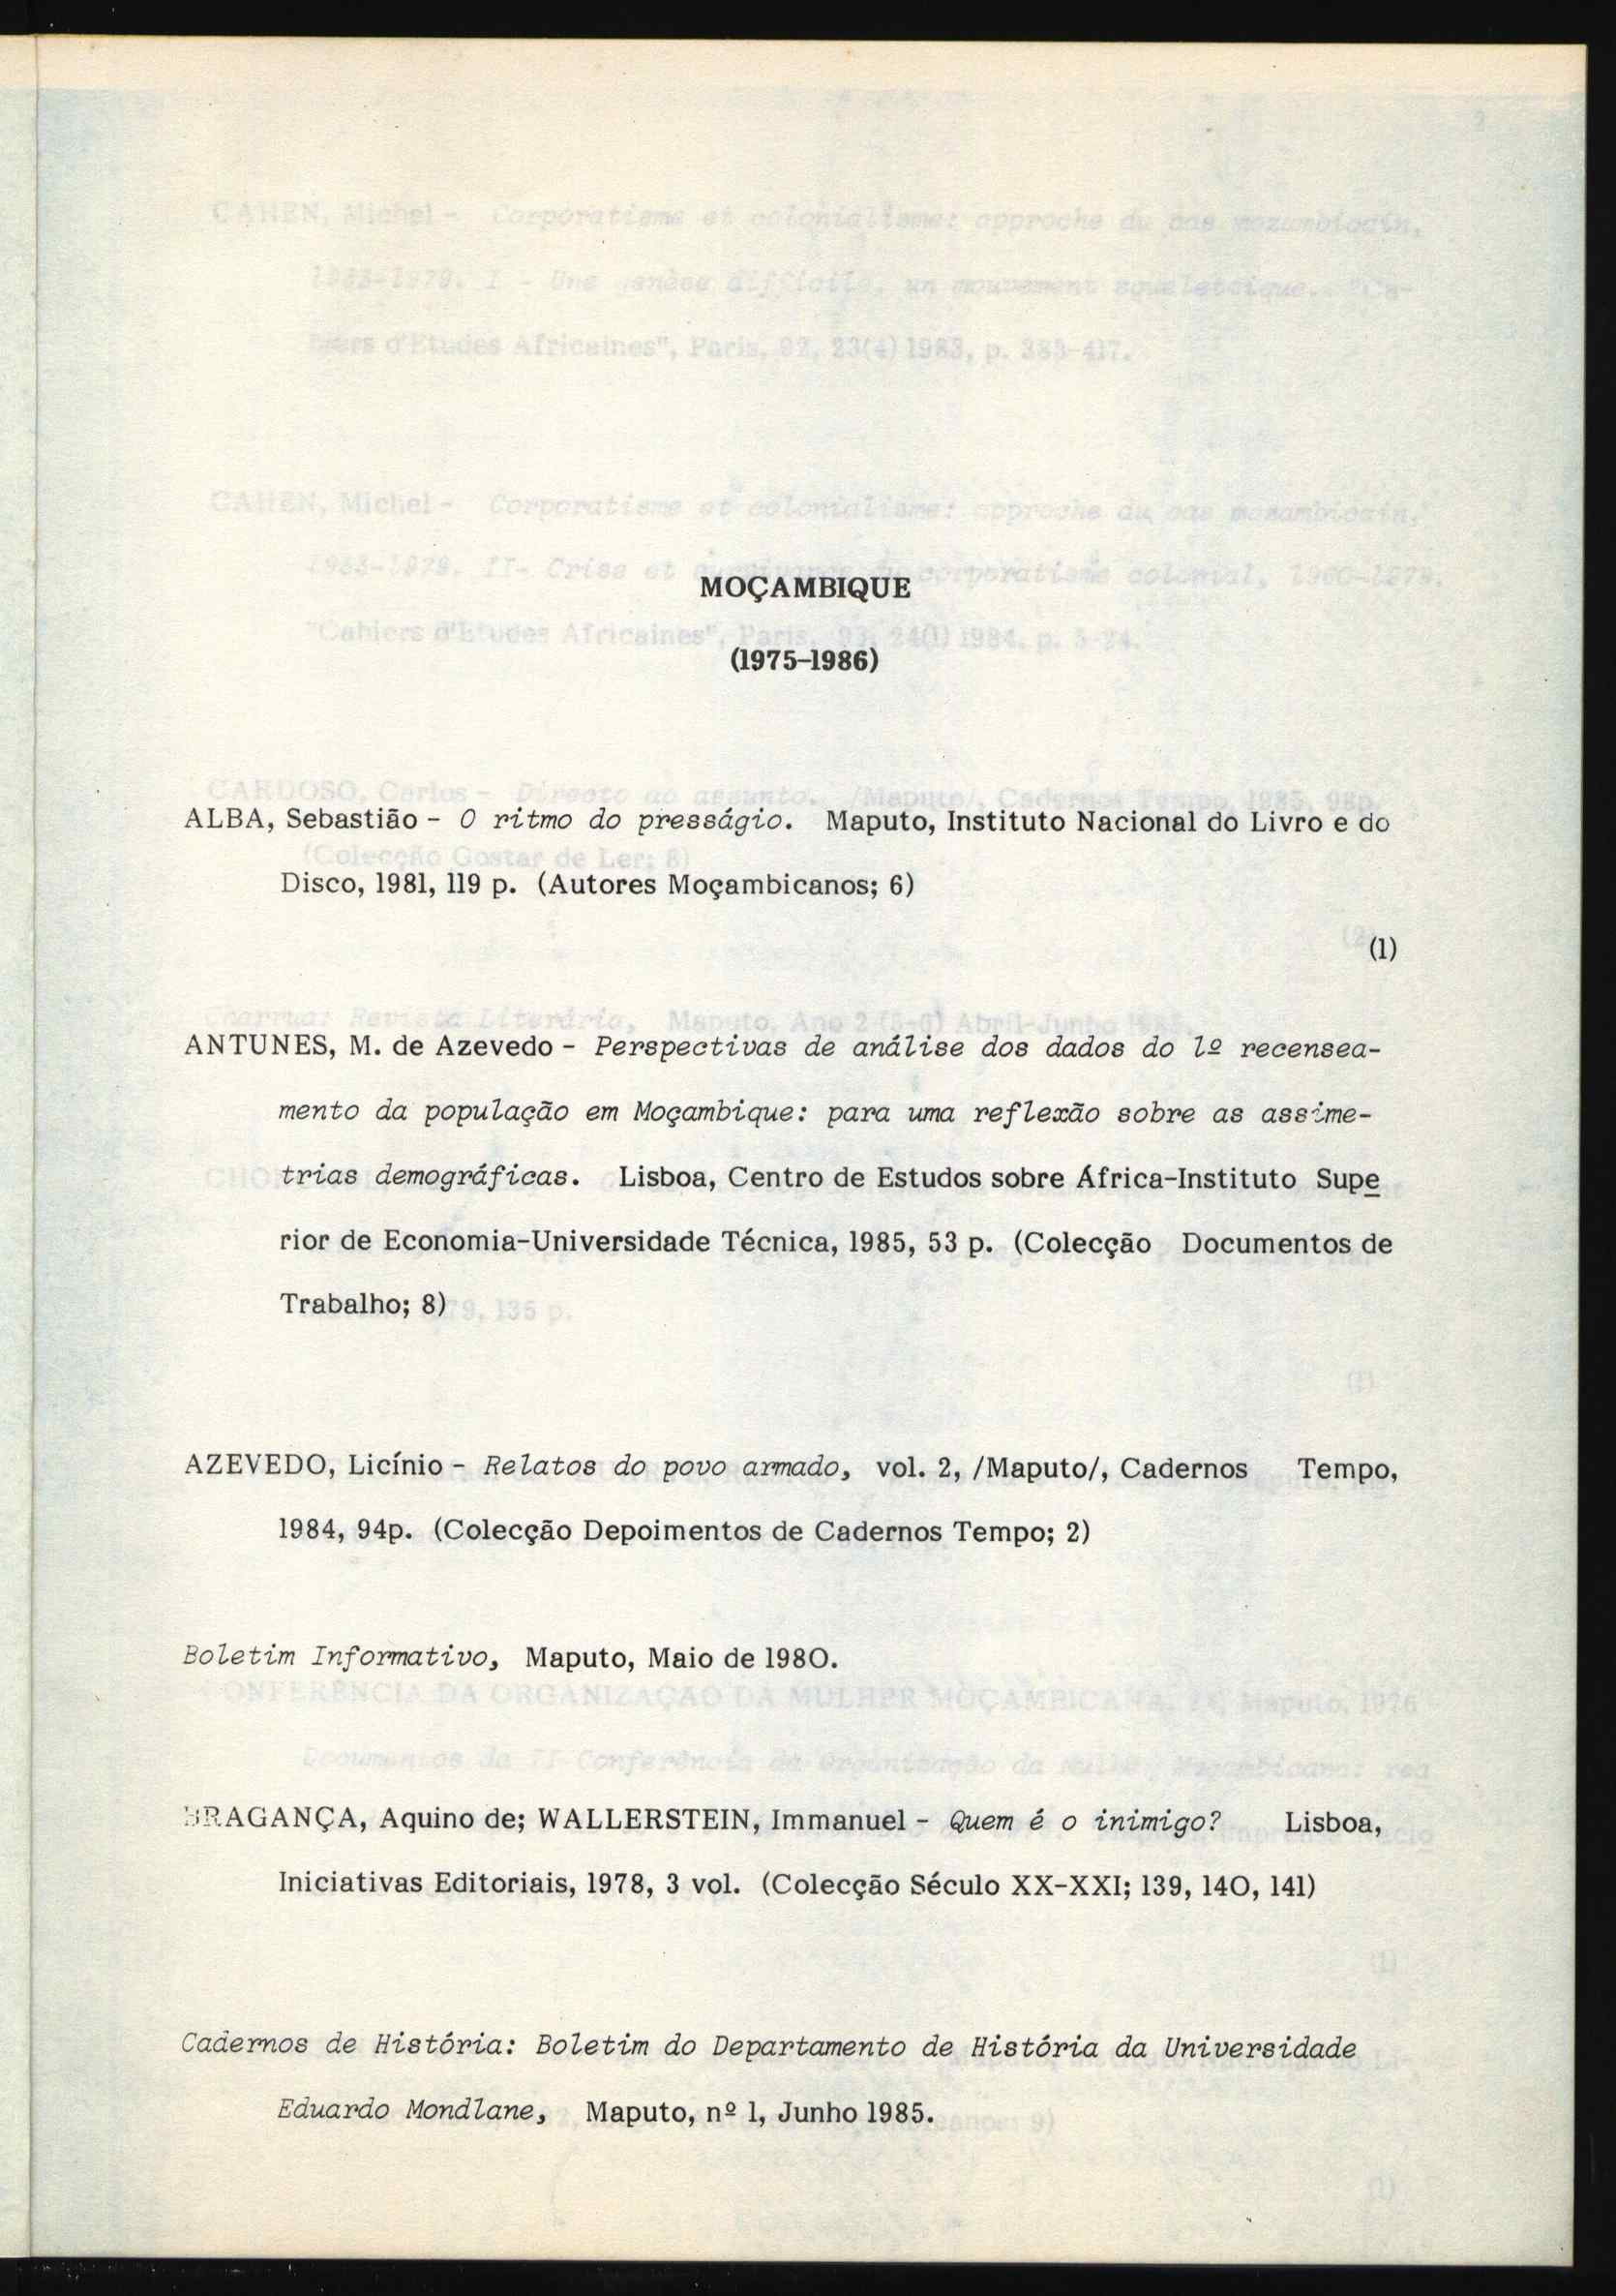 MOÇAMBIQUE
(1975-1986)
ALBA, Sebastião - O ritmo do presságio. Maputo, Instituto Nacional do Livro e do
Disco, 1981, 119 p. (Autores Moçambicanos; 6)
(1)
ANTUNES, M. de Azevedo - Perspectivas de análise dos dados do 1º recensea-
mento da população em Moçambique: para uma reflexão sobre as assime-
trias demográficas. Lisboa, Centro de Estudos sobre África-Instituto Supe
rior de Economia-Universidade Técnica, 1985, 53 p. (Colecção Documentos de
Trabalho; 8)
AZEVEDO, Licínio - Relatos do povo armado, vol. 2, /Maputo/, Cadernos Tempo,
1984, 94p. (Colecção Depoimentos de Cadernos Tempo; 2)
Boletim Informativo, Maputo, Maio de 1980.
BRAGANÇA, Aquino de; WALLERSTEIN, Immanuel - Quem é o inimigo? Lisboa,
Iniciativas Editoriais, 1978, 3 vol. (Colecção Século XX-XXI; 139, 140, 141)
Cadernos de História: Boletim do Departamento de História da Universidade
Eduardo Mondlane, Maputo, nº 1, Junho 1985.